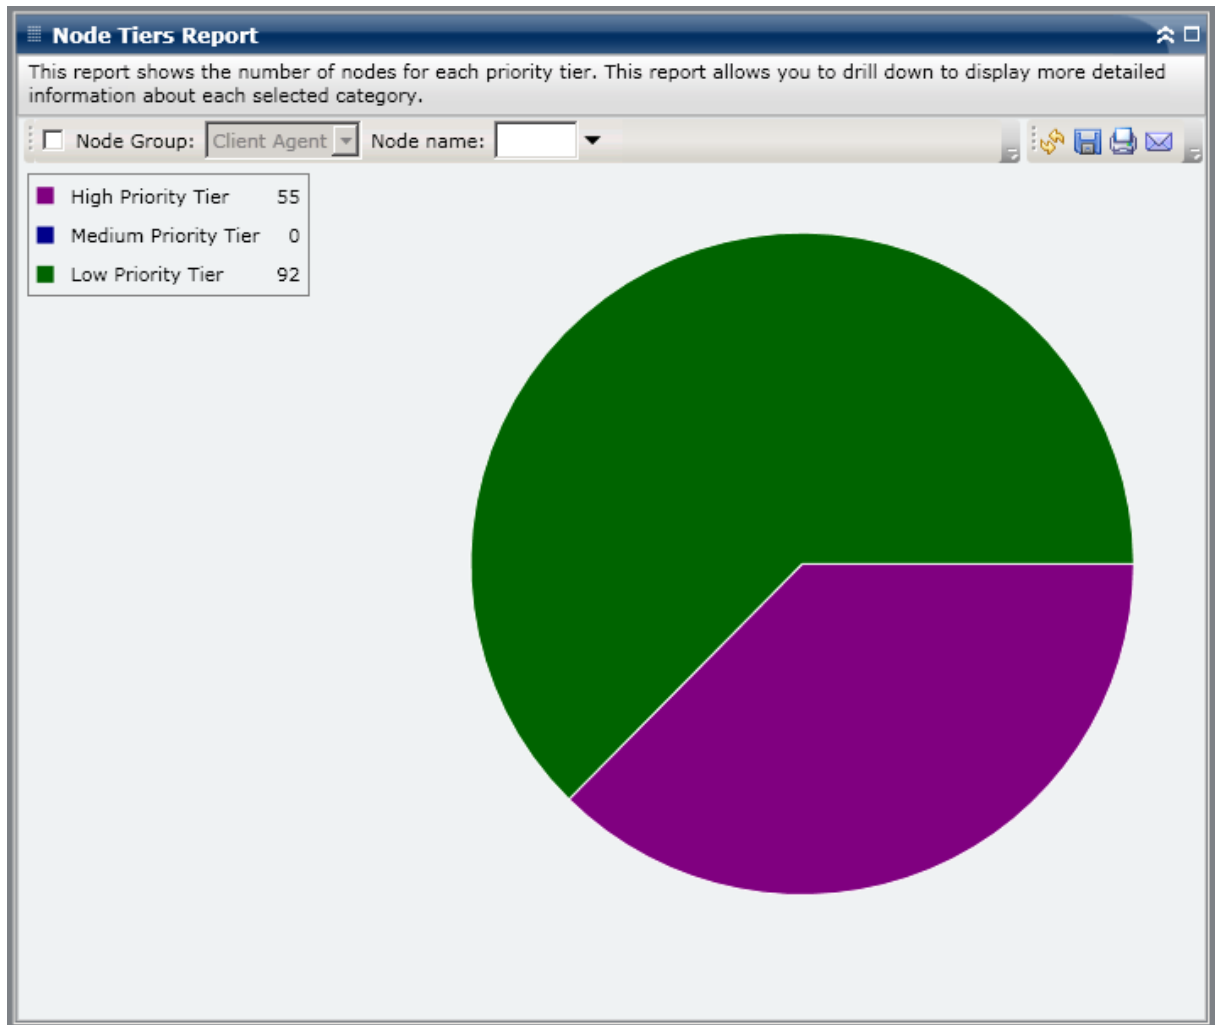 Node Tiers Report
This report shows the number of nodes for each priority tier. This report allows you to drill down to display more detailed
information about each selected category.
Node Group: Client Agent Node name:
High Priority Tier 55
Medium Priority Tier 0
Low Priority Tier 92